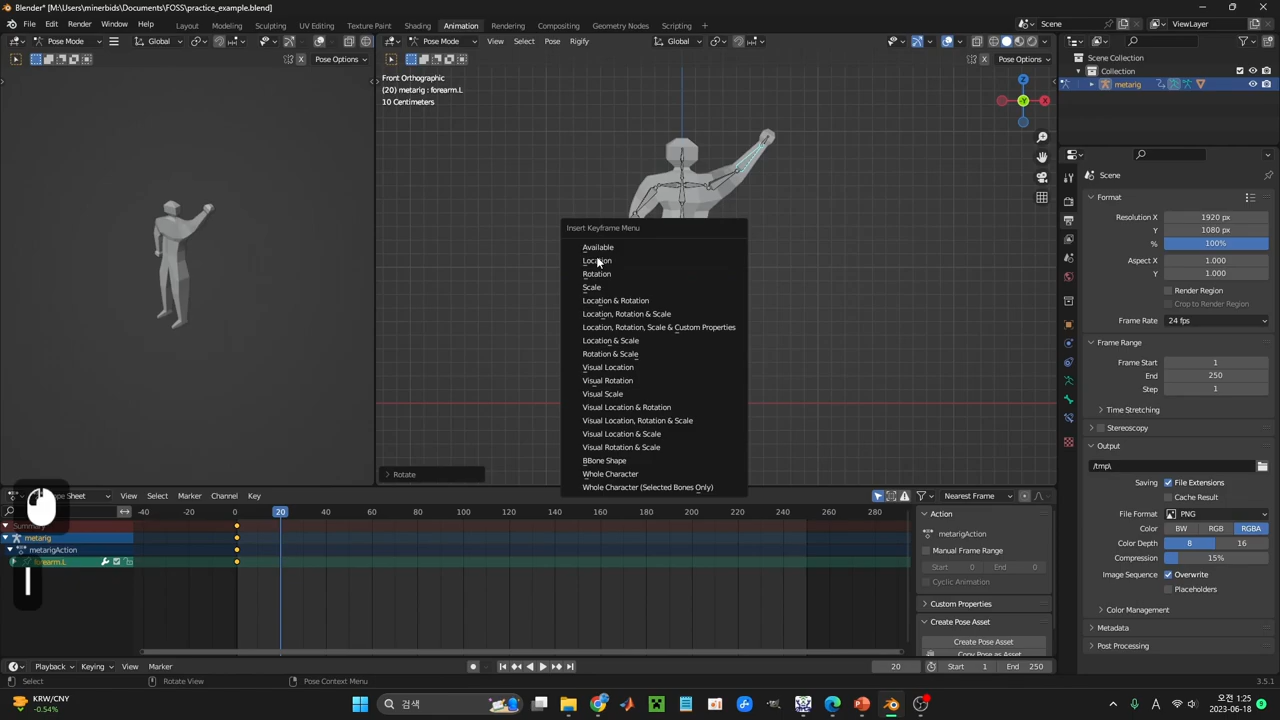 Blender* [M:\Users\minerbids\Documents\FOSS\practice_example.blend]
File Edit Render Window Help Layout Modeling Sculpting UV Editing Texture Paint Shading Animation Rendering Compositing Geometry Nodes Scripting + Scene ViewLayer
Pose Mode Global Pose Mode View Select Pose Rigify Global
X Pose Options X Pose Options
Scene Collection
Collection
metarig
Front Orthographic
(20) metarig : forearm.L
10 Centimeters
Z
-Y
X
Scene
Format
Resolution X 1920 px
Y 1080 px
% 100%
Aspect X 1.000
Y 1.000
Render Region
Crop to Render Region
Frame Rate 24 fps
Frame Range
Frame Start 1
End 250
Step 1
Time Stretching
Stereoscopy
Output
/tmp\
Saving File Extensions
Cache Result
File Format PNG
Color BW RGB RGBA
Color Depth 8 16
Compression 15%
Image Sequence Overwrite
Placeholders
Color Management
Metadata
Post Processing
Insert Keyframe Menu
Available
Location
Rotation
Scale
Location & Rotation
Location, Rotation & Scale
Location, Rotation, Scale & Custom Properties
Location & Scale
Rotation & Scale
Visual Location
Visual Rotation
Visual Scale
Visual Location & Rotation
Visual Location, Rotation & Scale
Visual Location & Scale
Visual Rotation & Scale
BBone Shape
Whole Character
Whole Character (Selected Bones Only)
Rotate
Sheet View Select Marker Channel Key Nearest Frame
-40 -20 0 20 40 60 80 100 120 140 160 180 200 220 240 260 280
Summary
metarig
metarigAction
forearm.L
I
Action
metarigAction
Manual Frame Range
Start 0 End 0
Cyclic Animation
Custom Properties
Create Pose Asset
Create Pose Asset
Copy Pose as Asset
Playback Keying View Marker 20 Start 1 End 250
Select Rotate View Pose Context Menu 3.5.1
KRW/CNY
-0.54%
검색
A
오전 1:25
2023-06-18